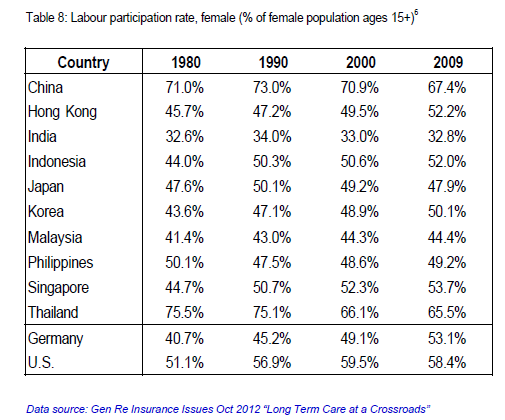 Table 8: Labour participation rate, female (% of female population ages 15+)⁶
Country 1980 1990 2000 2009
China 71.0% 73.0% 70.9% 67.4%
Hong Kong 45.7% 47.2% 49.5% 52.2%
India 32.6% 34.0% 33.0% 32.8%
Indonesia 44.0% 50.3% 50.6% 52.0%
Japan 47.6% 50.1% 49.2% 47.9%
Korea 43.6% 47.1% 48.9% 50.1%
Malaysia 41.4% 43.0% 44.3% 44.4%
Philippines 50.1% 47.5% 48.6% 49.2%
Singapore 44.7% 50.7% 52.3% 53.7%
Thailand 75.5% 75.1% 66.1% 65.5%
Germany 40.7% 45.2% 49.1% 53.1%
U.S. 51.1% 56.9% 59.5% 58.4%
Data source: Gen Re Insurance Issues Oct 2012 “Long Term Care at a Crossroads”